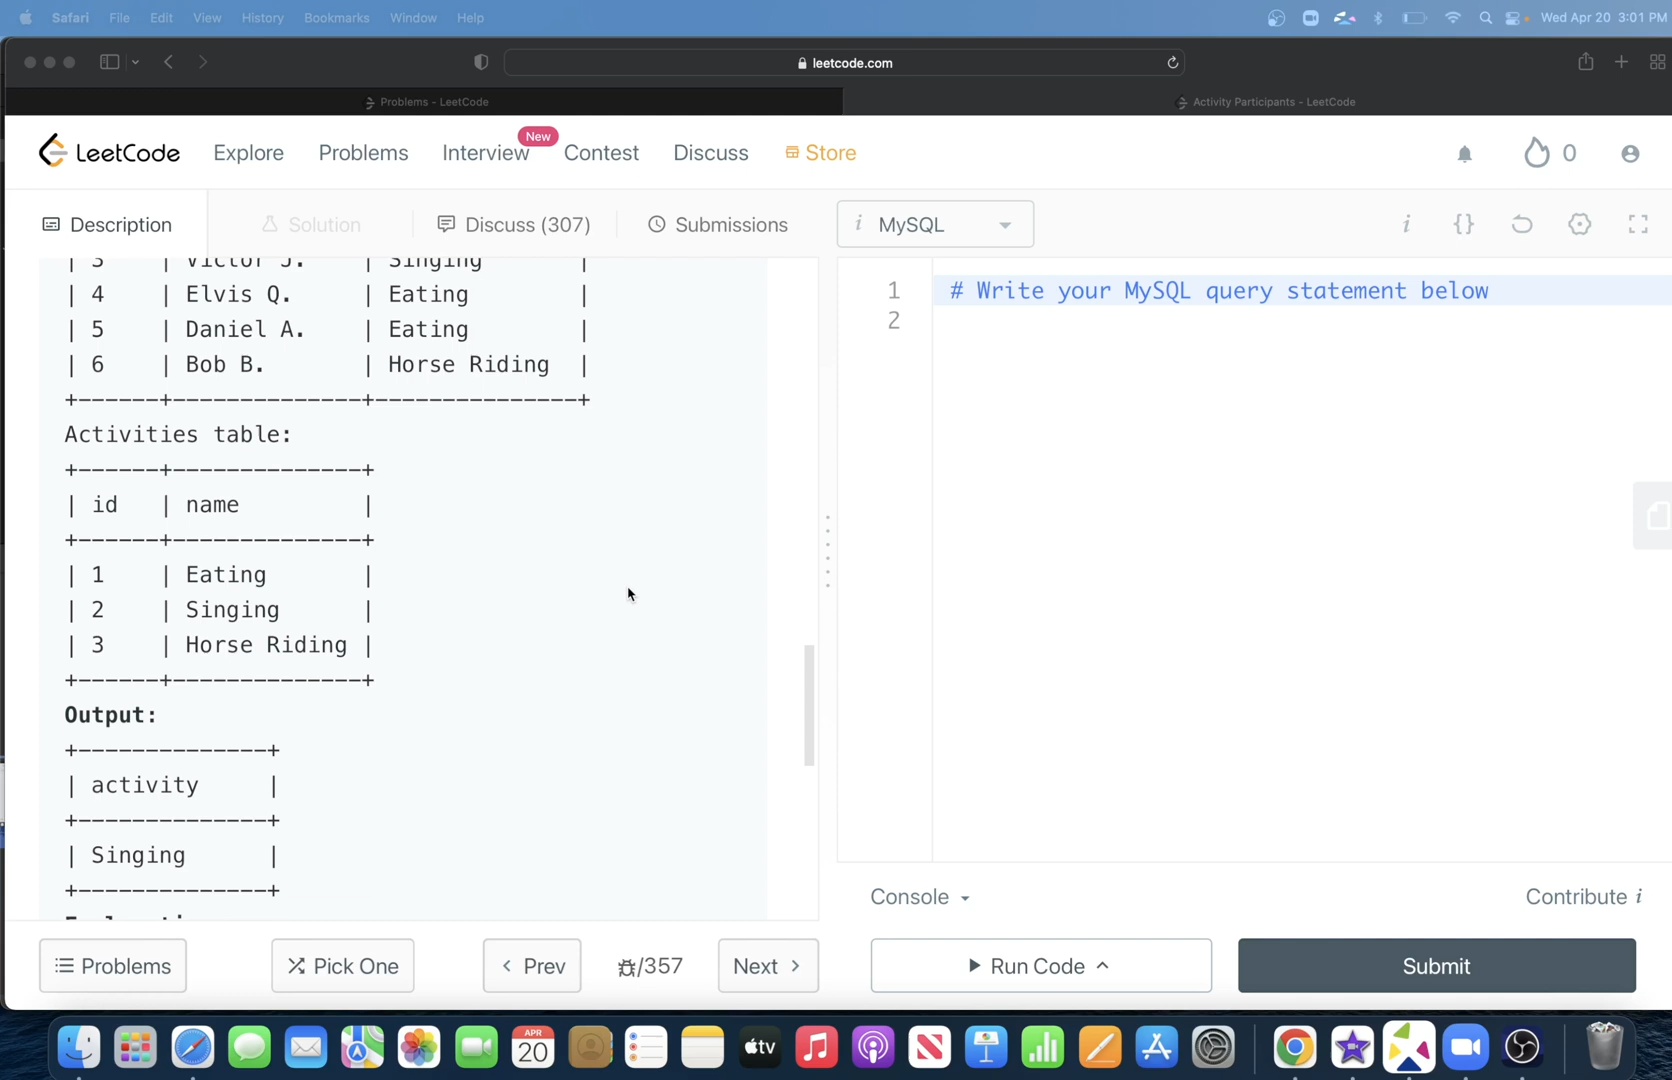 Safari File Edit View History Bookmarks Window Help Wed Apr 20 3:01 PM
leetcode.com
Problems - LeetCode Activity Participants - LeetCode
New
LeetCode Explore Problems Interview Contest Discuss Store 0
Description Solution Discuss (307) Submissions i MySQL i {}
| 3 | Victor J. | Singing |
| 4 | Elvis Q. | Eating |
| 5 | Daniel A. | Eating |
| 6 | Bob B. | Horse Riding |
+------+--------------+---------------+
Activities table:
+------+--------------+
| id | name |
+------+--------------+
| 1 | Eating |
| 2 | Singing |
| 3 | Horse Riding |
+------+--------------+
Output:
+--------------+
| activity |
+--------------+
| Singing |
+--------------+
1 # Write your MySQL query statement below
2
Console Contribute i
Problems Pick One < Prev /357 Next > Run Code Submit
APR
20
tv